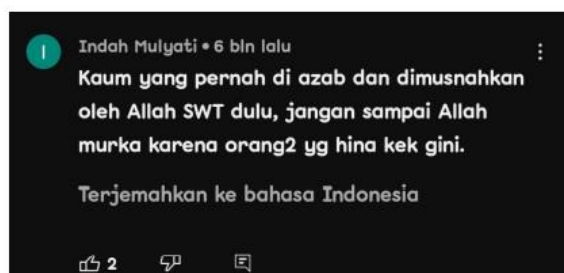 I
Indah Mulyati • 6 bln lalu
Kaum yang pernah di azab dan dimusnahkan
oleh Allah SWT dulu, jangan sampai Allah
murka karena orang2 yg hina kek gini.
Terjemahkan ke bahasa Indonesia
2